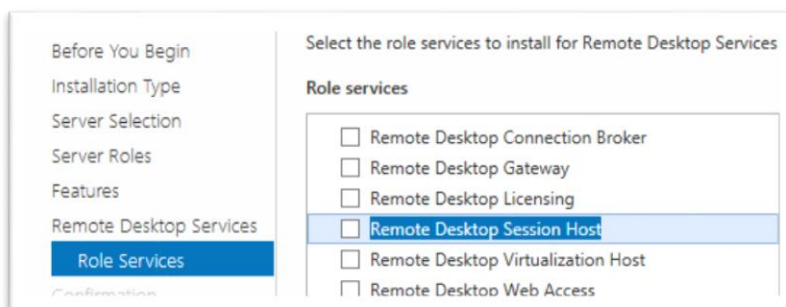 Before You Begin
Installation Type
Server Selection
Server Roles
Features
Remote Desktop Services
Role Services
Confirmation
Select the role services to install for Remote Desktop Services
Role services
Remote Desktop Connection Broker
Remote Desktop Gateway
Remote Desktop Licensing
Remote Desktop Session Host
Remote Desktop Virtualization Host
Remote Desktop Web Access